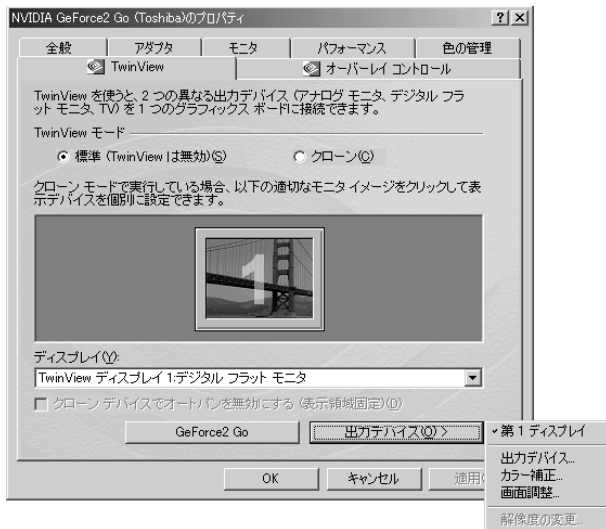 NVIDIA GeForce2 Go (Toshiba)のプロパティ
全般 アダプタ モニタ パフォーマンス 色の管理
TwinView オーバーレイ コントロール
TwinView を使うと、2 つの異なる出力デバイス (アナログ モニタ、デジタル フラ
ット モニタ、TV) を 1 つのグラフィックス ボードに接続できます。
TwinView モード
標準 (TwinView は無効)(S) クローン(C)
クローン モードで実行している場合、以下の適切なモニタ イメージをクリックして表
示デバイスを個別に設定できます。
1
ディスプレイ(Y):
TwinView ディスプレイ 1:デジタル フラット モニタ
クローン デバイスでオートパンを無効にする (表示領域固定)(D)
GeForce2 Go 出力デバイス(O) >
第 1 ディスプレイ
出力デバイス...
カラー補正...
画面調整...
解像度の変更...
OK キャンセル 適用(